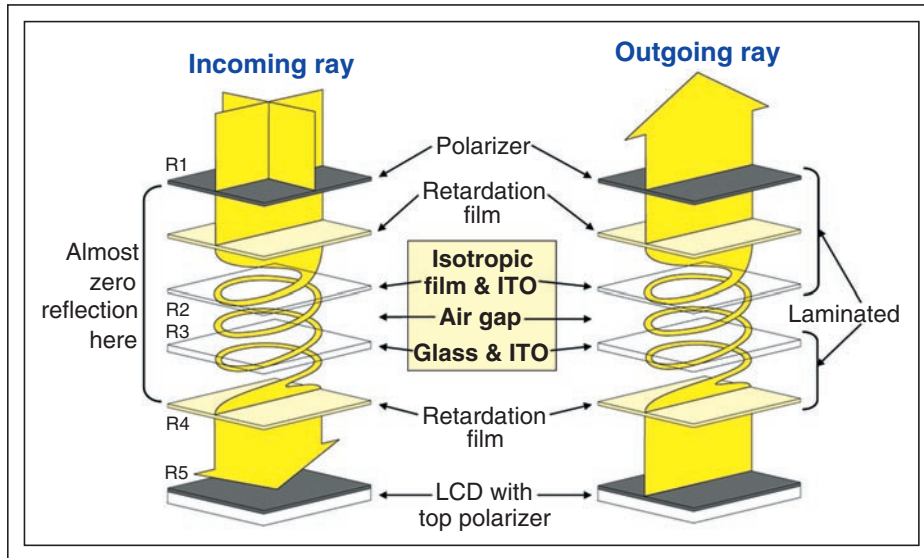 Incoming ray
Outgoing ray
R1
Polarizer
Retardation
film
Almost
zero
reflection
here
Isotropic
film & ITO
R2
Air gap
R3
Glass & ITO
Laminated
R4
Retardation
film
R5
LCD with
top polarizer